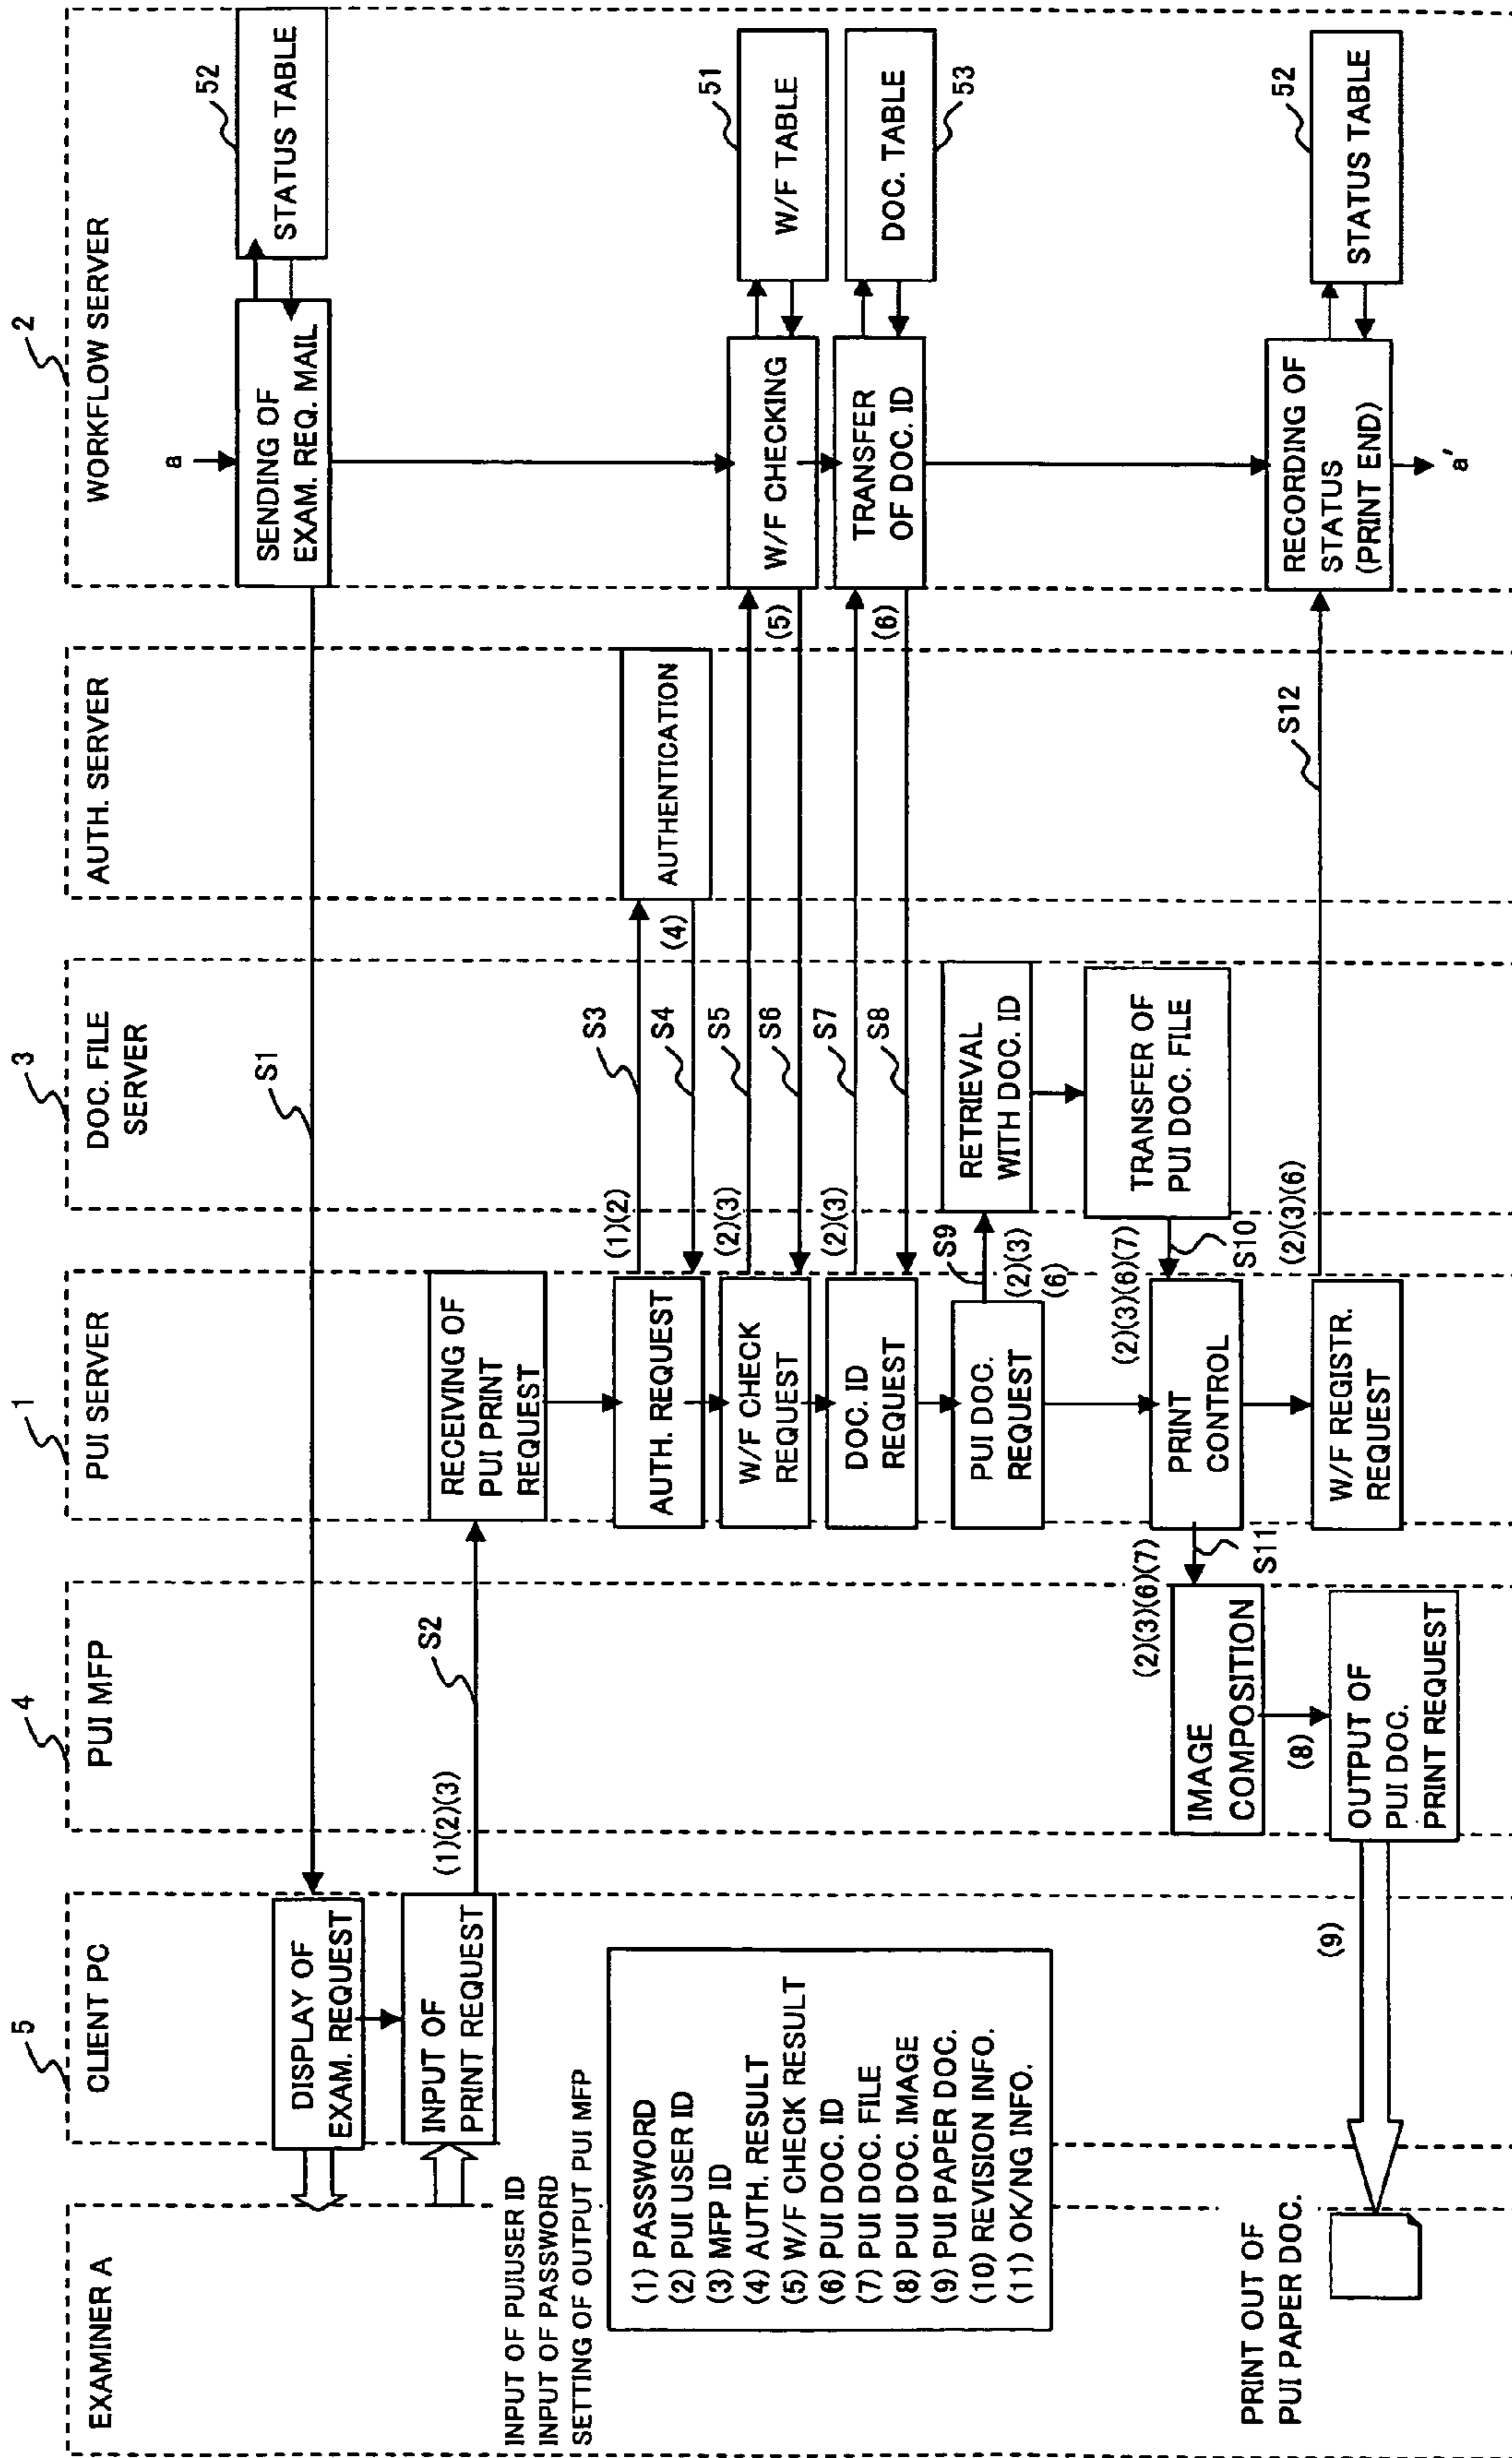 EXAMINER A
5
CLIENT PC
4
PUI MFP
1
PUI SERVER
3
DOC. FILE
SERVER
AUTH. SERVER
2
WORKFLOW SERVER
a
SENDING OF
EXAM. REQ. MAIL
52
STATUS TABLE
S1
DISPLAY OF
EXAM. REQUEST
INPUT OF
PRINT REQUEST
INPUT OF PUIUSER ID
INPUT OF PASSWORD
SETTING OF OUTPUT PUI MFP
(1)(2)(3)
S2
RECEIVING OF
PUI PRINT
REQUEST
AUTH. REQUEST
(1)(2)
S3
AUTHENTICATION
(4)
S4
W/F CHECK
REQUEST
(2)(3)
S5
W/F CHECKING
51
W/F TABLE
(5)
S6
DOC. ID
REQUEST
(2)(3)
S7
TRANSFER
OF DOC. ID
DOC. TABLE
53
(6)
S8
PUI DOC.
REQUEST
S9
(2)(3)
(6)
RETRIEVAL
WITH DOC. ID
TRANSFER OF
PUI DOC. FILE
(2)(3)(6)(7)
S10
PRINT
CONTROL
(2)(3)(6)(7)
S11
IMAGE
COMPOSITION
(8)
OUTPUT OF
PUI DOC.
PRINT REQUEST
(9)
W/F REGISTR.
REQUEST
(2)(3)(6)
S12
RECORDING OF
STATUS
(PRINT END)
52
STATUS TABLE
a'
PRINT OUT OF
PUI PAPER DOC.
(1) PASSWORD
(2) PUI USER ID
(3) MFP ID
(4) AUTH. RESULT
(5) W/F CHECK RESULT
(6) PUI DOC. ID
(7) PUI DOC. FILE
(8) PUI DOC. IMAGE
(9) PUI PAPER DOC.
(10) REVISION INFO.
(11) OK/NG INFO.